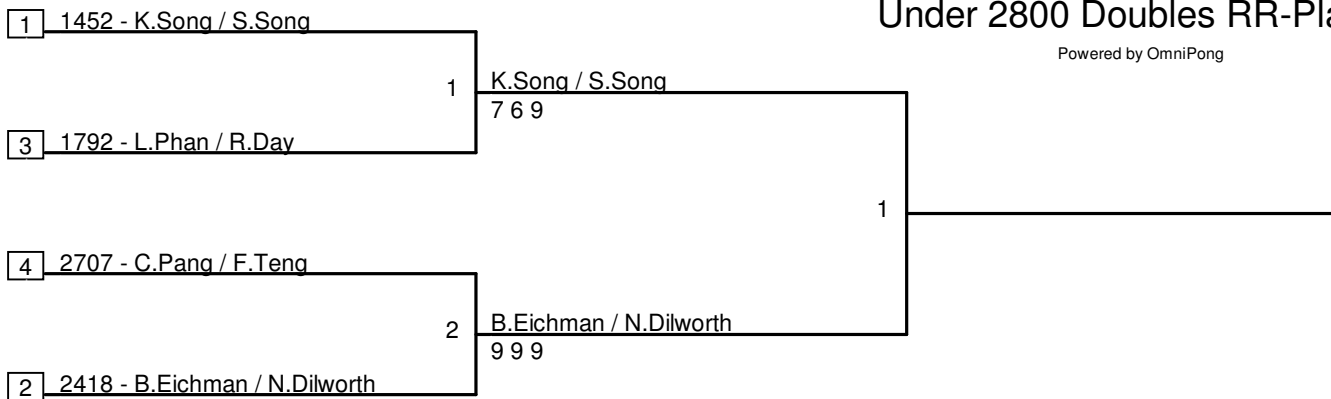 Under 2800 Doubles RR-Pla
Powered by OmniPong
1 1452 - K.Song / S.Song
1 K.Song / S.Song
7 6 9
3 1792 - L.Phan / R.Day
1
4 2707 - C.Pang / F.Teng
2 B.Eichman / N.Dilworth
9 9 9
2 2418 - B.Eichman / N.Dilworth